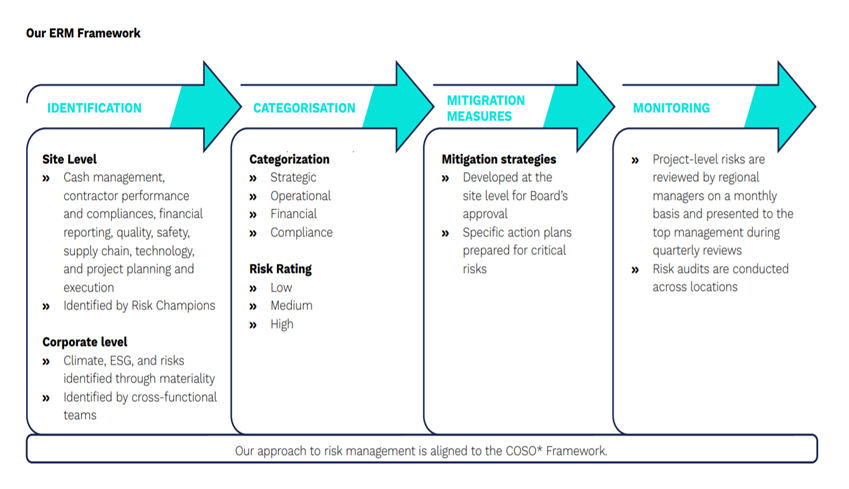 Our ERM Framework
IDENTIFICATION
Site Level
» Cash management,
contractor performance
and compliances, financial
reporting, quality, safety,
supply chain, technology,
and project planning and
execution
» Identified by Risk Champions
Corporate level
» Climate, ESG, and risks
identified through materiality
» Identified by cross-functional
teams
CATEGORISATION
Categorization
» Strategic
» Operational
» Financial
» Compliance
Risk Rating
» Low
» Medium
» High
MITIGRATION
MEASURES
Mitigation strategies
» Developed at the
site level for Board’s
approval
» Specific action plans
prepared for critical
risks
MONITORING
» Project-level risks are
reviewed by regional
managers on a monthly
basis and presented to the
top management during
quarterly reviews
» Risk audits are conducted
across locations
Our approach to risk management is aligned to the COSO* Framework.